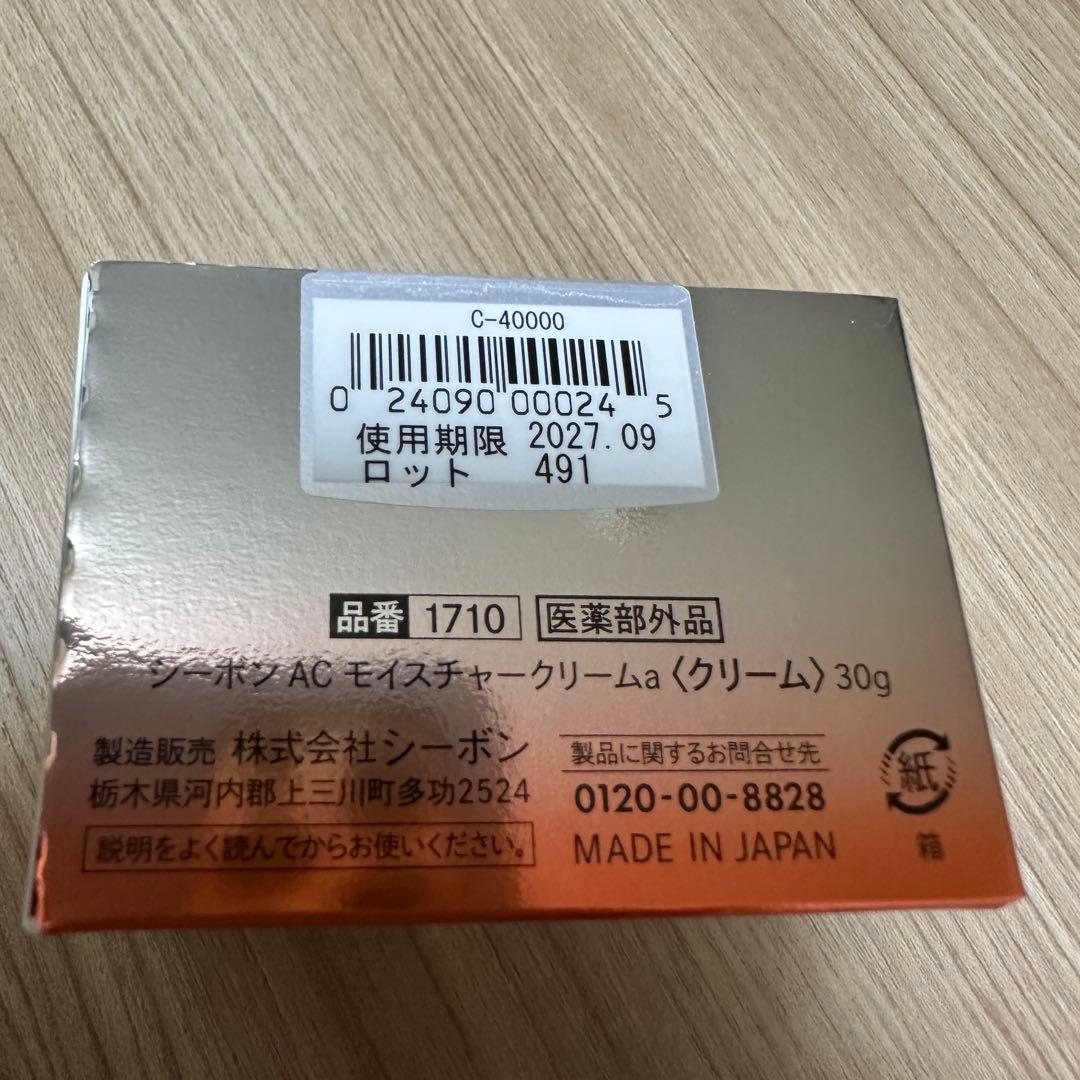 C-40000
0 24090 00024 5
使用期限 2027.09
ロット 491
品番 1710 医薬部外品
シーボン AC モイスチャークリームa〈クリーム〉30g
製造販売 株式会社シーボン
栃木県河内郡上三川町多功2524
説明をよく読んでからお使いください。
製品に関するお問合せ先
0120-00-8828
MADE IN JAPAN
紙
箱